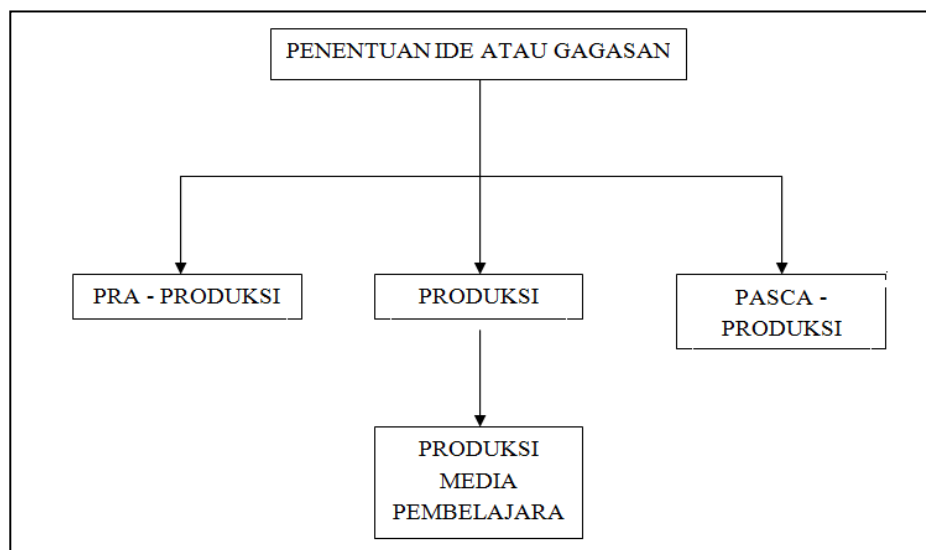 PENENTUAN IDE ATAU GAGASAN
PRA - PRODUKSI
PRODUKSI
PASCA -
PRODUKSI
PRODUKSI
MEDIA
PEMBELAJARA